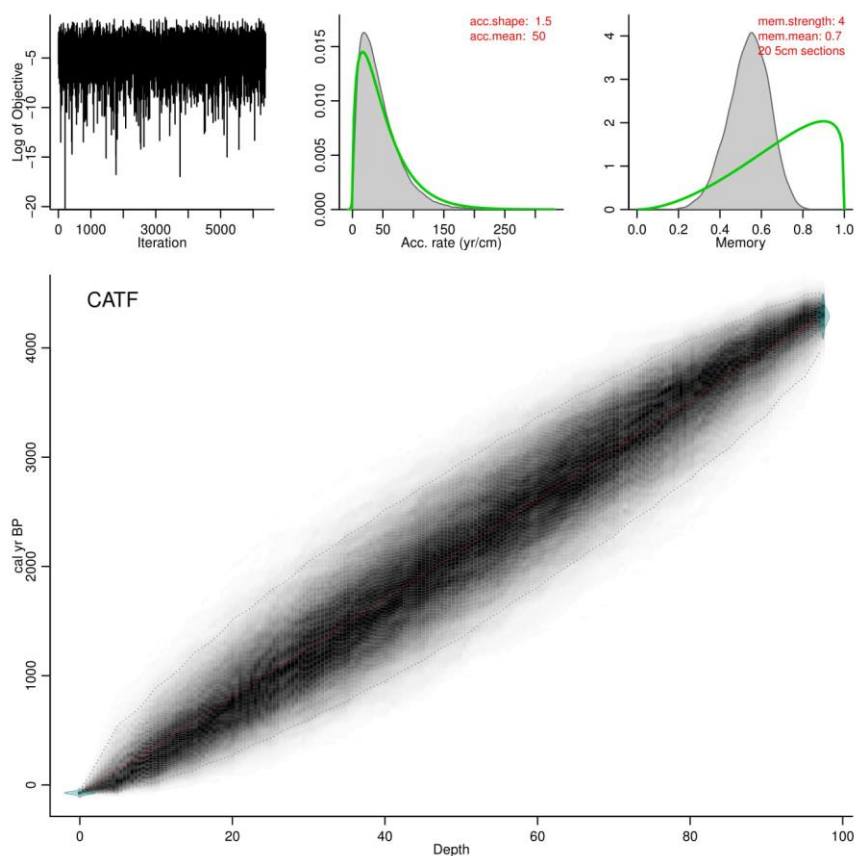 Log of Objective
−5
−10
−15
−20
0 1000 3000 5000
Iteration
acc.shape: 1.5
acc.mean: 50
0.015
0.010
0.005
0.000
0 50 150 250
Acc. rate (yr/cm)
mem.strength: 4
mem.mean: 0.7
20 5cm sections
4
3
2
1
0
0.0 0.2 0.4 0.6 0.8 1.0
Memory
CATF
cal yr BP
4000
3000
2000
1000
0
0 20 40 60 80 100
Depth